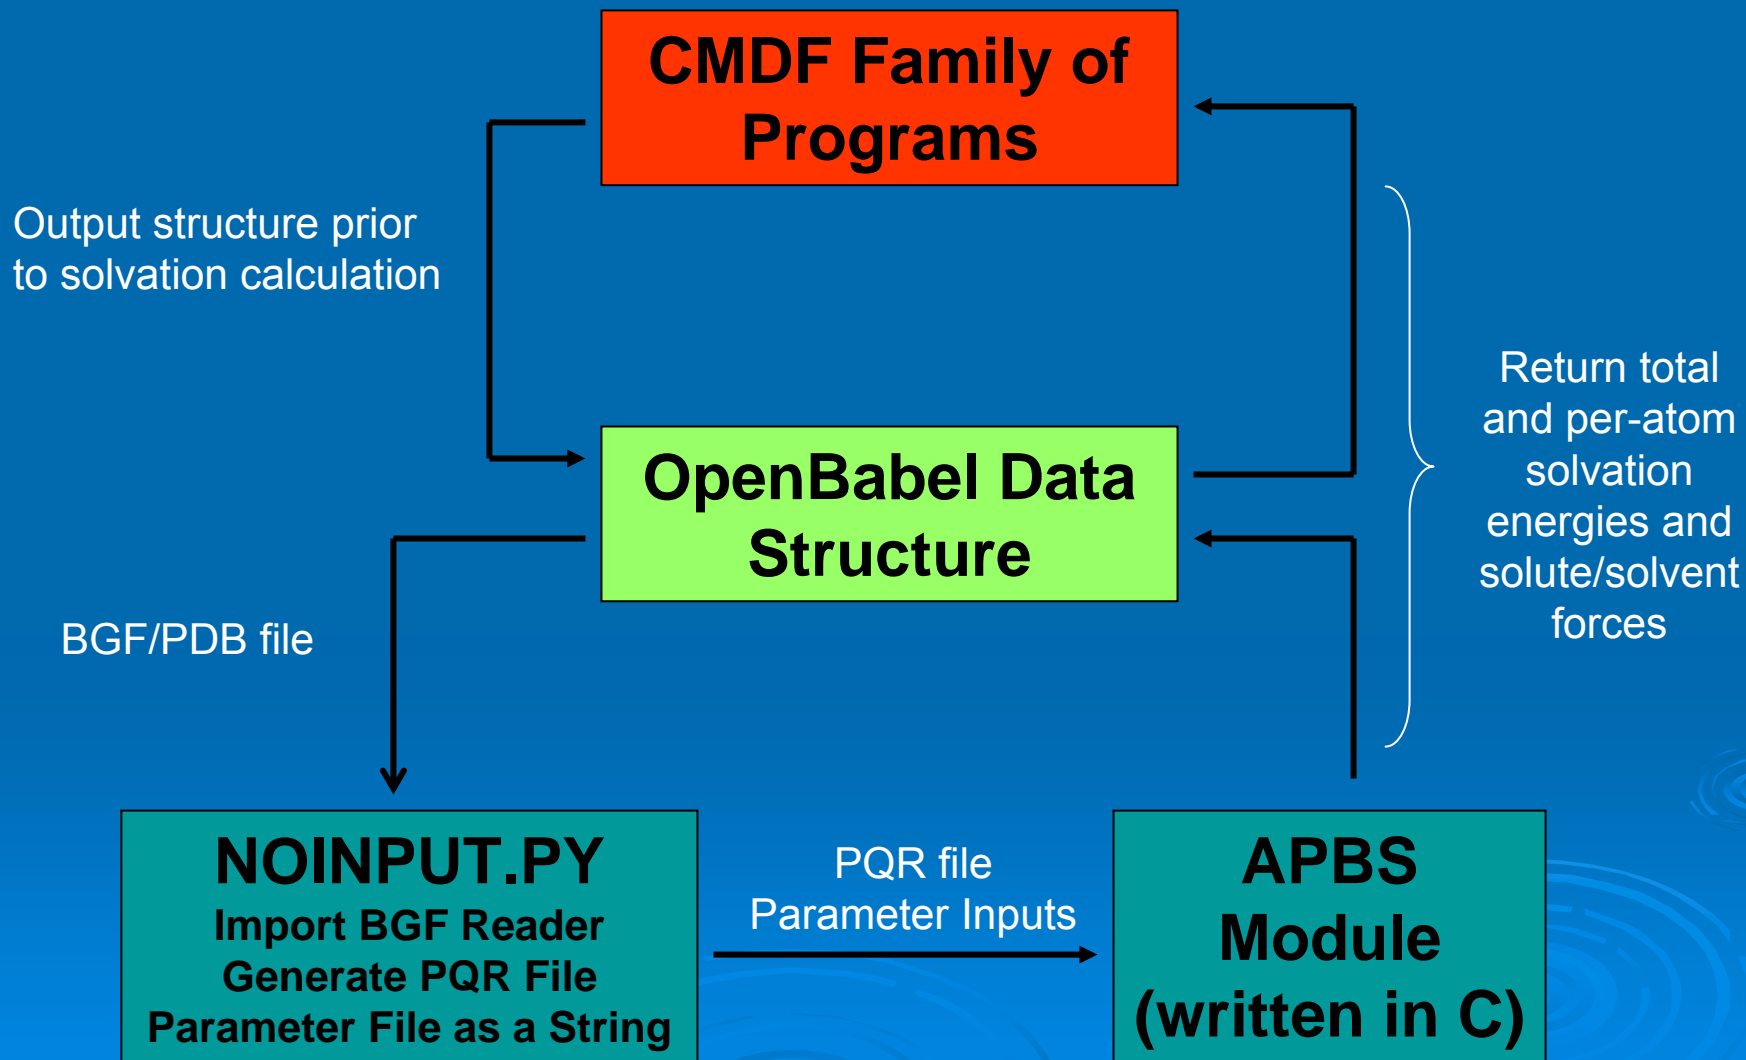 CMDF Family of
Programs
Output structure prior
to solvation calculation
OpenBabel Data
Structure
Return total
and per-atom
solvation
energies and
solute/solvent
forces
BGF/PDB file
NOINPUT.PY
Import BGF Reader
Generate PQR File
Parameter File as a String
PQR file
Parameter Inputs
APBS
Module
(written in C)